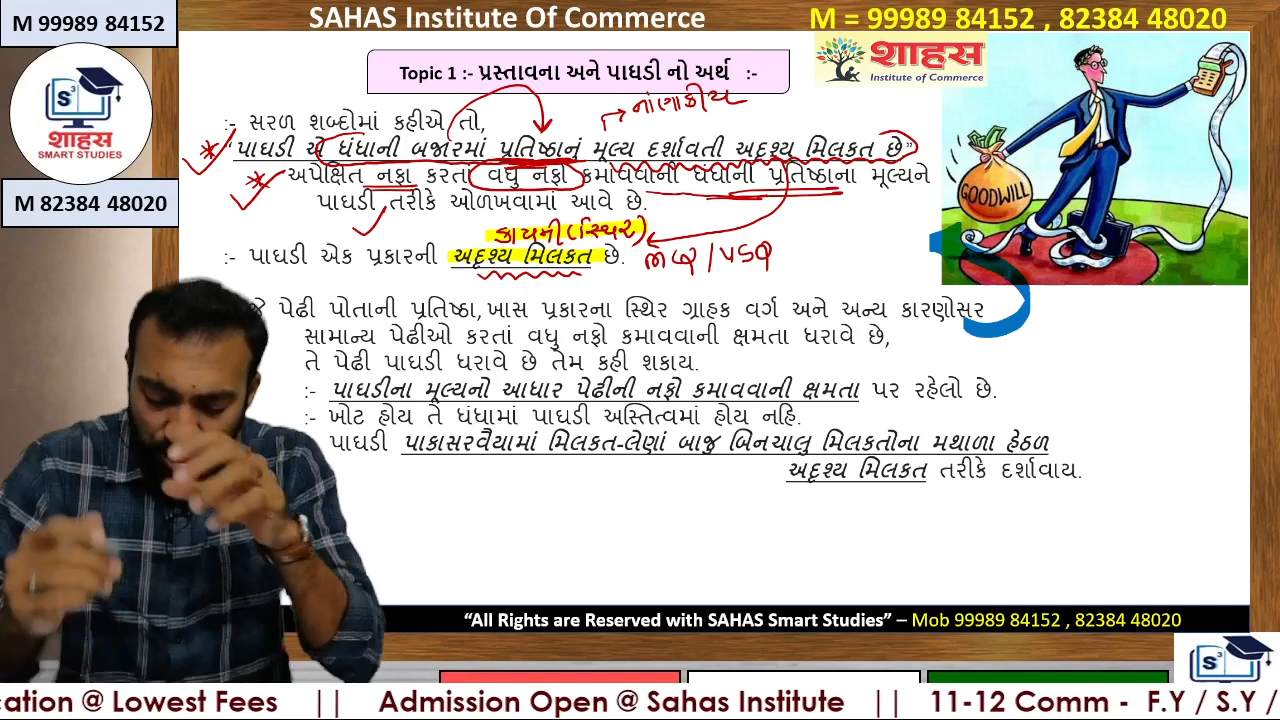 M 99989 84152
SAHAS Institute Of Commerce
M = 99989 84152 , 82384 48020
S³
शाहस
SMART STUDIES
M 82384 48020
Topic 1 :- પ્રસ્તાવના અને પાઘડી નો અર્થ :-
शाहस
Institute of Commerce
નાંણાકીય
:- સરળ શબ્દોમાં કહીએ તો,
“પાઘડી એ ધંધાની બજારમાં પ્રતિષ્ઠાનું મૂલ્ય દર્શાવતી અદૃશ્ય મિલકત છે”
અપેક્ષિત નફા કરતાં વધુ નફો કમાવવાની ધંધાની પ્રતિષ્ઠાના મૂલ્યને
પાઘડી તરીકે ઓળખવામાં આવે છે.
કાયમી (સ્થિર)
:- પાઘડી એક પ્રકારની અદૃશ્ય મિલકત છે.
GOODWILL
જે પેઢી પોતાની પ્રતિષ્ઠા,ખાસ પ્રકારના સ્થિર ગ્રાહક વર્ગ અને અન્ય કારણોસર
સામાન્ય પેઢીઓ કરતાં વધુ નફો કમાવવાની ક્ષમતા ધરાવે છે,
તે પેઢી પાઘડી ધરાવે છે તેમ કહી શકાય.
:- પાઘડીના મૂલ્યનો આધાર પેઢીની નફો કમાવવાની ક્ષમતા પર રહેલો છે.
:- ખોટ હોય તે ધંધામાં પાઘડી અસ્તિત્વમાં હોય નહિ.
પાઘડી પાકાસરવૈયામાં મિલકત-લેણાં બાજુ બિનચાલુ મિલકતોના મથાળા હેઠળ
અદૃશ્ય મિલકત તરીકે દર્શાવાય.
“All Rights are Reserved with SAHAS Smart Studies” – Mob 99989 84152 , 82384 48020
S³
cation @ Lowest Fees || Admission Open @ Sahas Institute || 11-12 Comm - F.Y / S.Y /